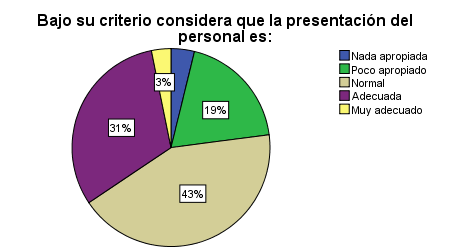 Bajo su criterio considera que la presentación del
personal es:
Nada apropiada
Poco apropiado
Normal
Adecuada
Muy adecuado
3%
19%
31%
43%